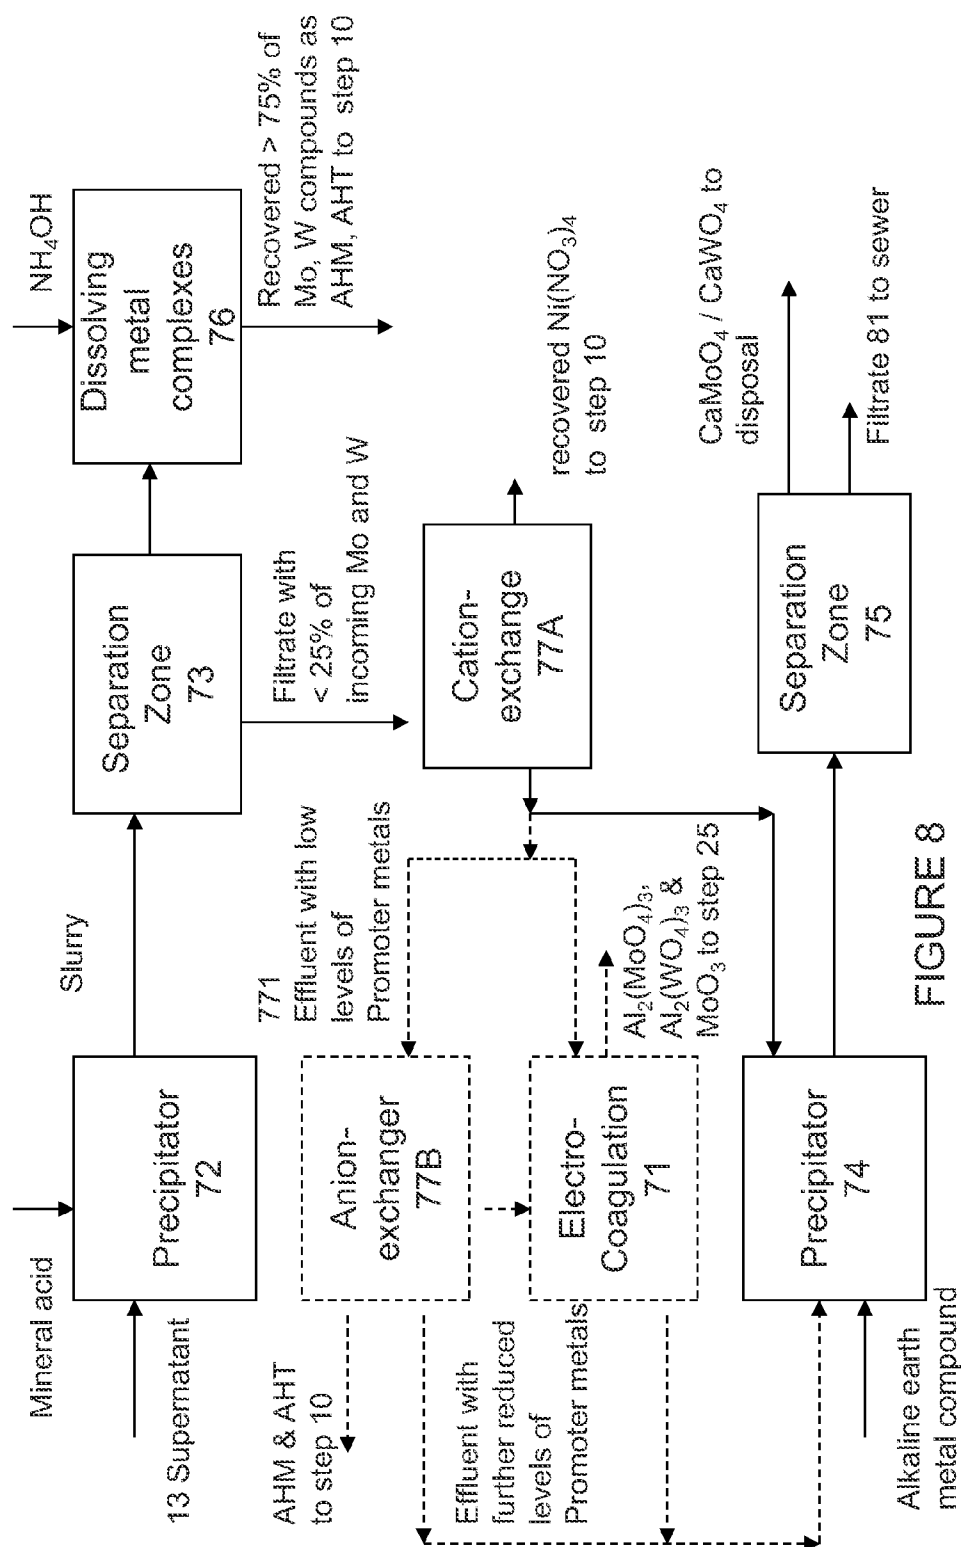 Mineral acid
13 Supernatant
Precipitator
72
Slurry
Separation
Zone
73
NH4OH
Dissolving
metal
complexes
76
Recovered > 75% of
Mo, W compounds as
AHM, AHT to step 10
Filtrate with
< 25% of
incoming Mo and W
771
Effluent with low
levels of
Promoter metals
Cation-
exchange
77A
recovered Ni(NO3)4
to step 10
Anion-
exchanger
77B
AHM & AHT
to step 10
Electro-
Coagulation
71
Al2(MoO4)3,
Al2(WO4)3 &
MoO3 to step 25
Effluent with
further reduced
levels of
Promoter metals
Precipitator
74
Alkaline earth
metal compound
Separation
Zone
75
CaMoO4 / CaWO4 to
disposal
Filtrate 81 to sewer
FIGURE 8